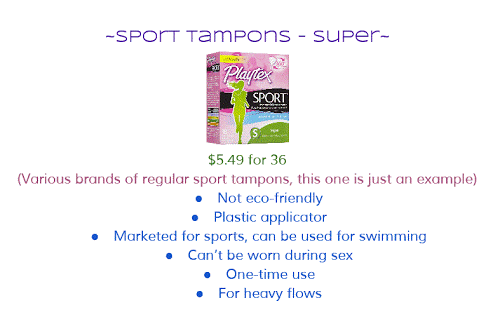 ~Sport Tampons - Super~
Playtex
SPORT
S
$5.49 for 36
(Various brands of regular sport tampons, this one is just an example)
● Not eco-friendly
● Plastic applicator
● Marketed for sports, can be used for swimming
● Can't be worn during sex
● One-time use
● For heavy flows